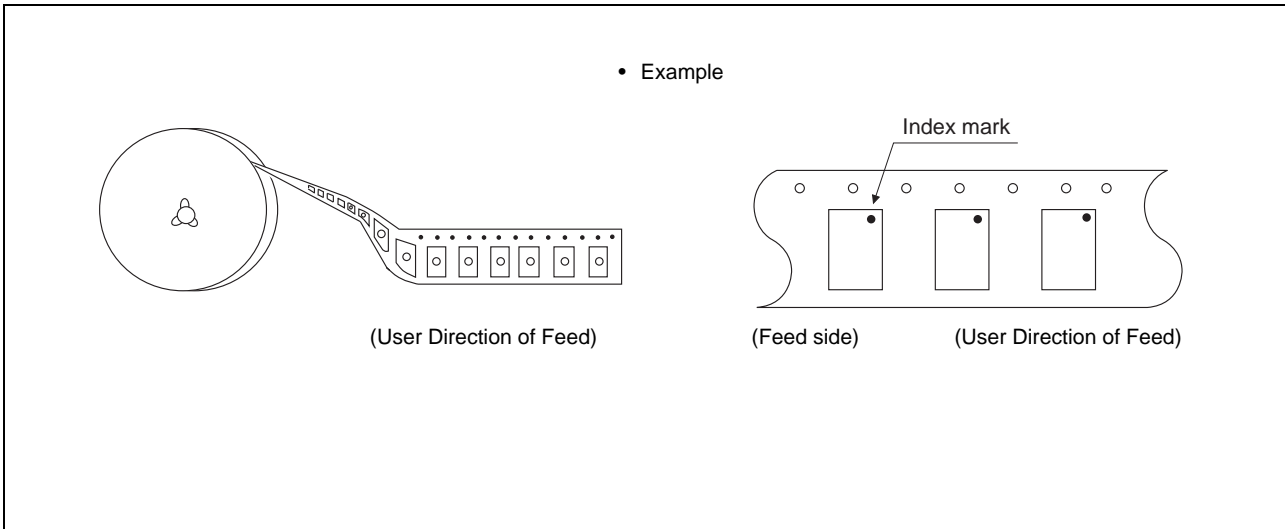 • Example
Index mark
(User Direction of Feed)
(Feed side)
(User Direction of Feed)